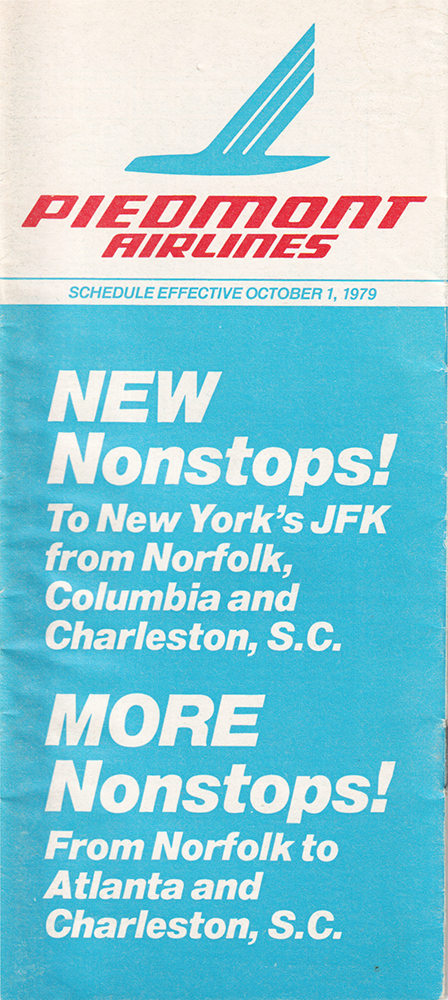 PIEDMONT
AIRLINES
SCHEDULE EFFECTIVE OCTOBER 1, 1979
NEW
Nonstops!
To New York's JFK
from Norfolk,
Columbia and
Charleston, S.C.
MORE
Nonstops!
From Norfolk to
Atlanta and
Charleston, S.C.